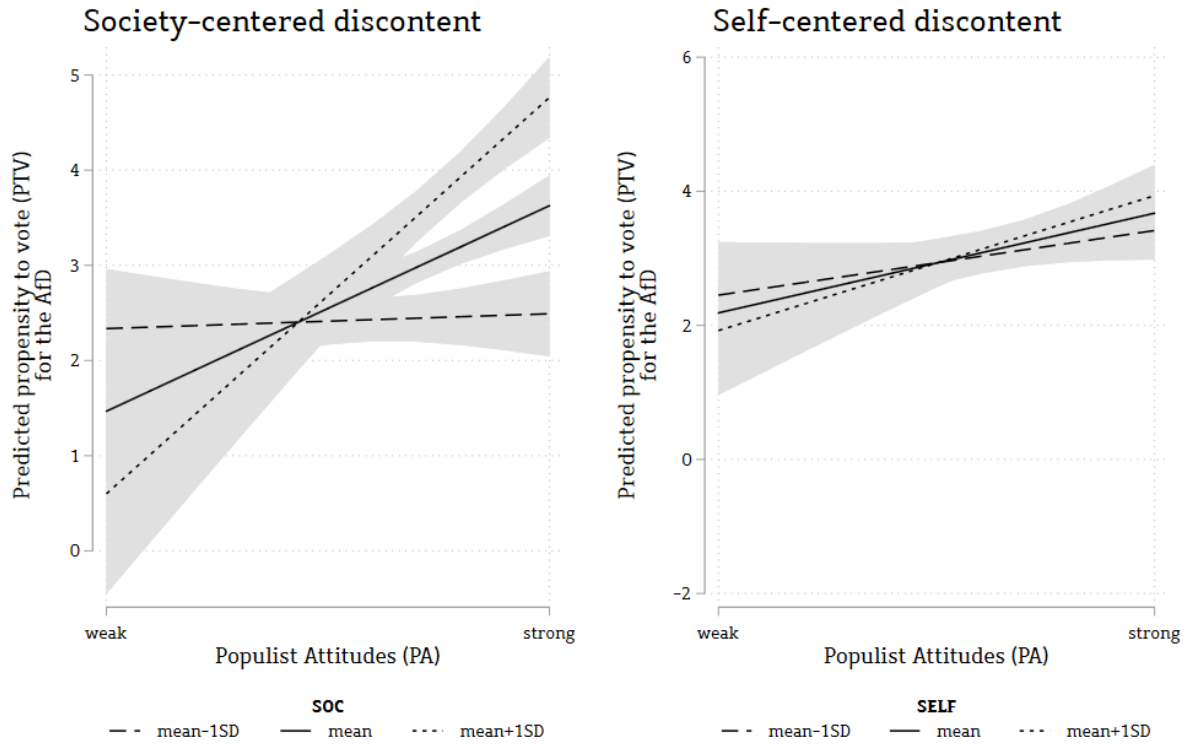 Society-centered discontent
Predicted propensity to vote (PTV)
for the AfD
5
4
3
2
1
0
weak
strong
Populist Attitudes (PA)
SOC
mean-1SD
mean
mean+1SD
Self-centered discontent
Predicted propensity to vote (PTV)
for the AfD
6
4
2
0
-2
weak
strong
Populist Attitudes (PA)
SELF
mean-1SD
mean
mean+1SD